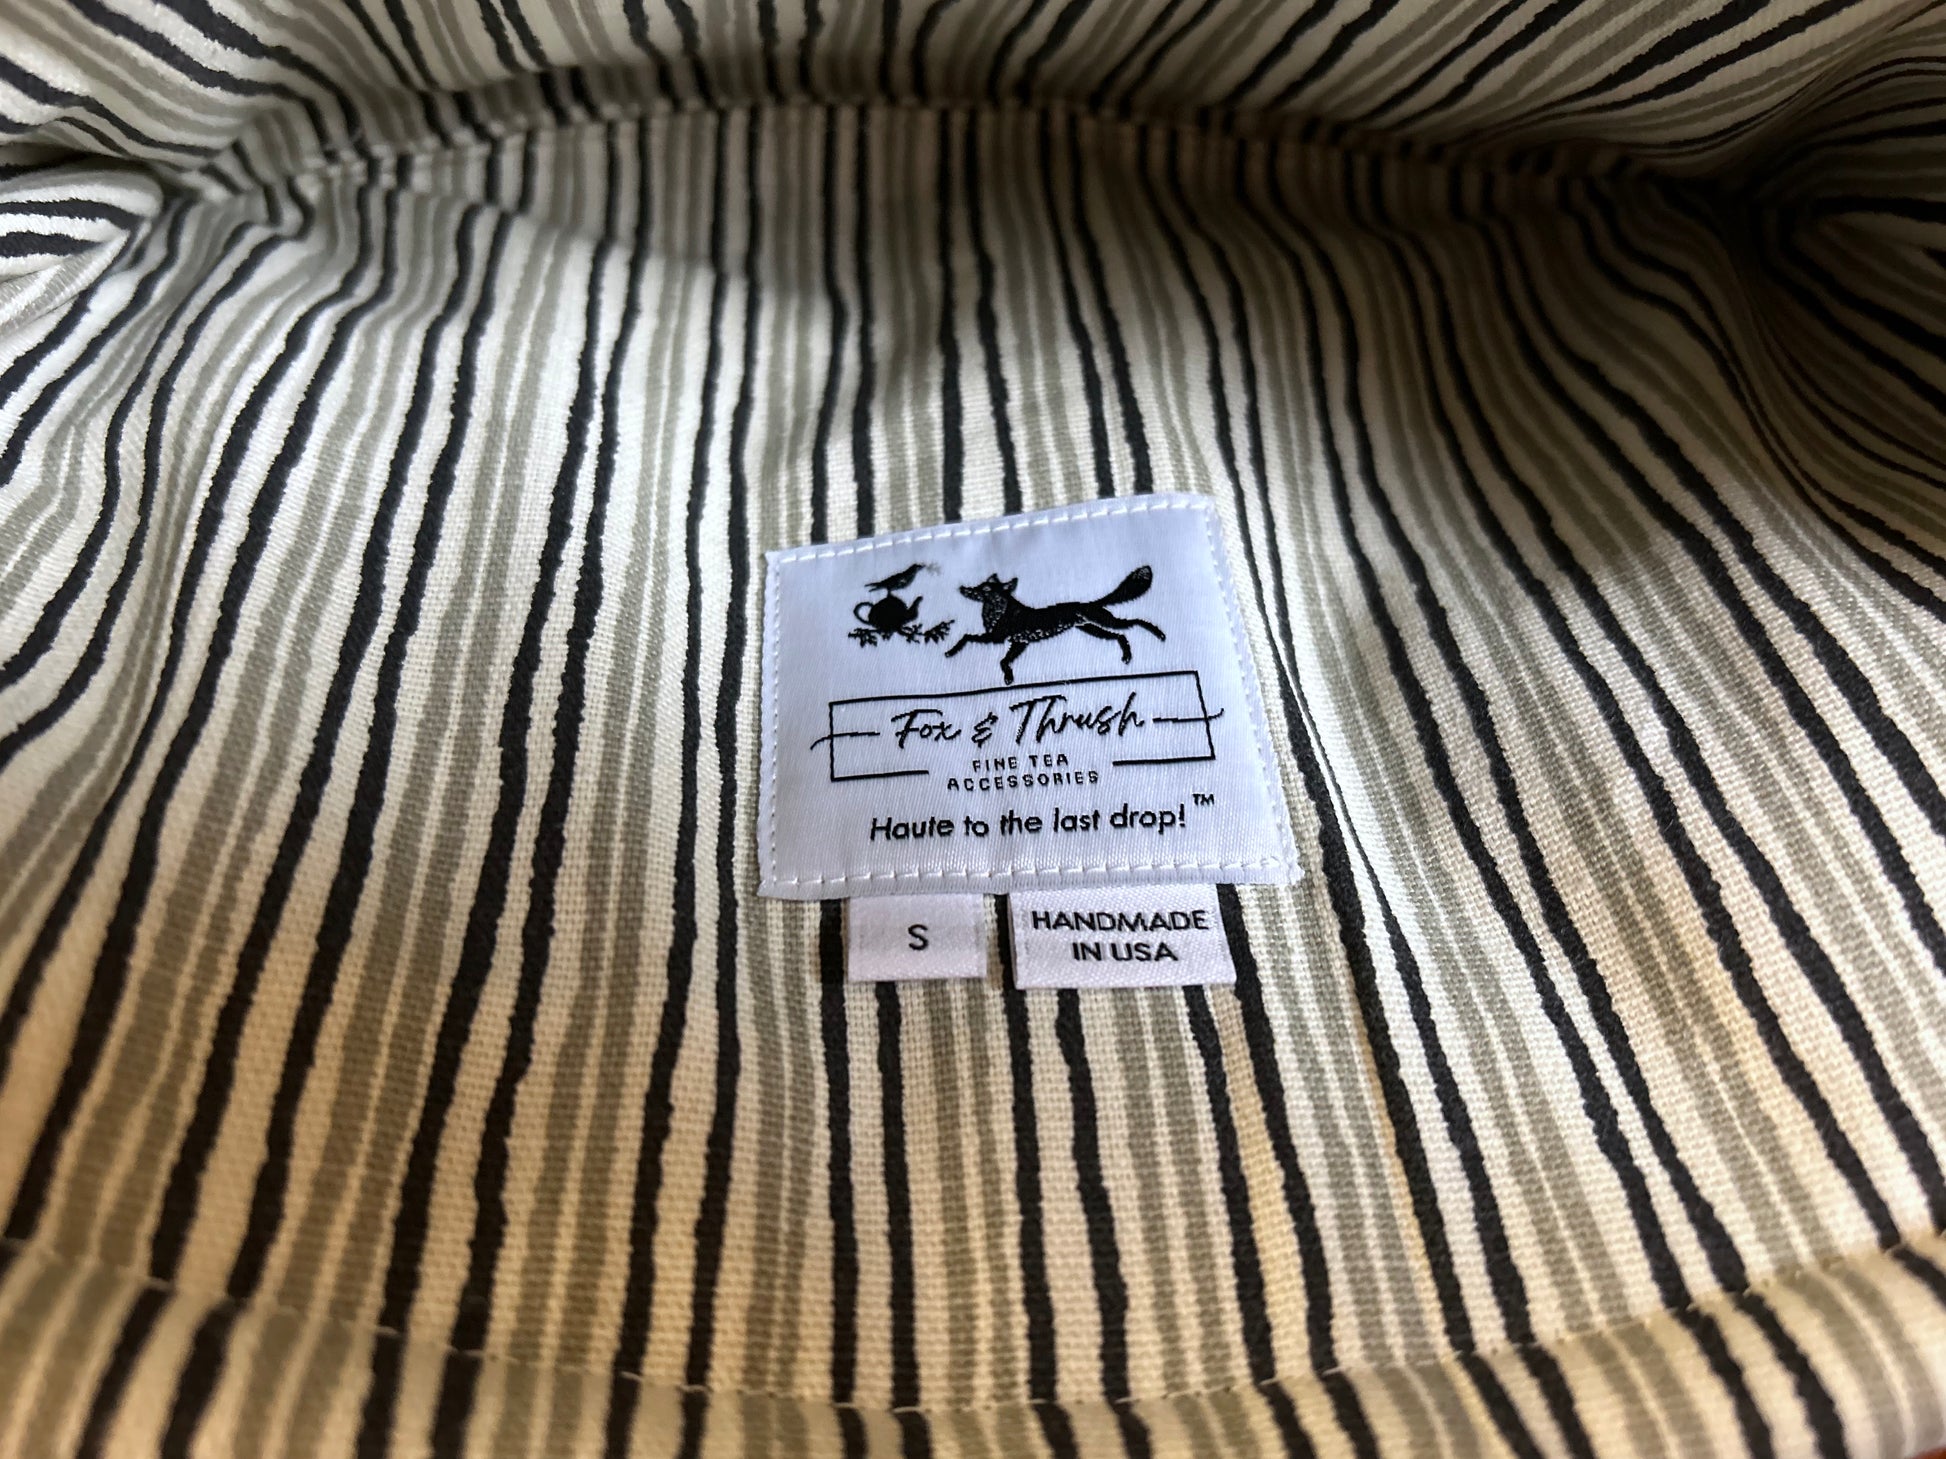 Fox & Thrush
FINE TEA
ACCESSORIES
Haute to the last drop!™
S
HANDMADE
IN USA